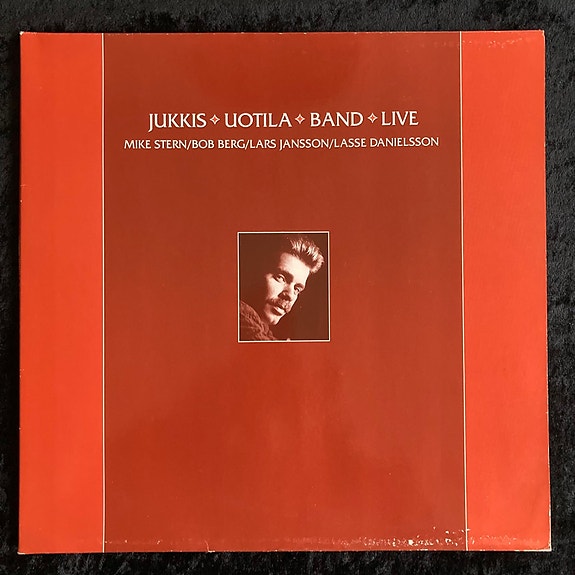 JUKKIS ✧ UOTILA ✧ BAND ✧ LIVE
MIKE STERN/BOB BERG/LARS JANSSON/LASSE DANIELSSON